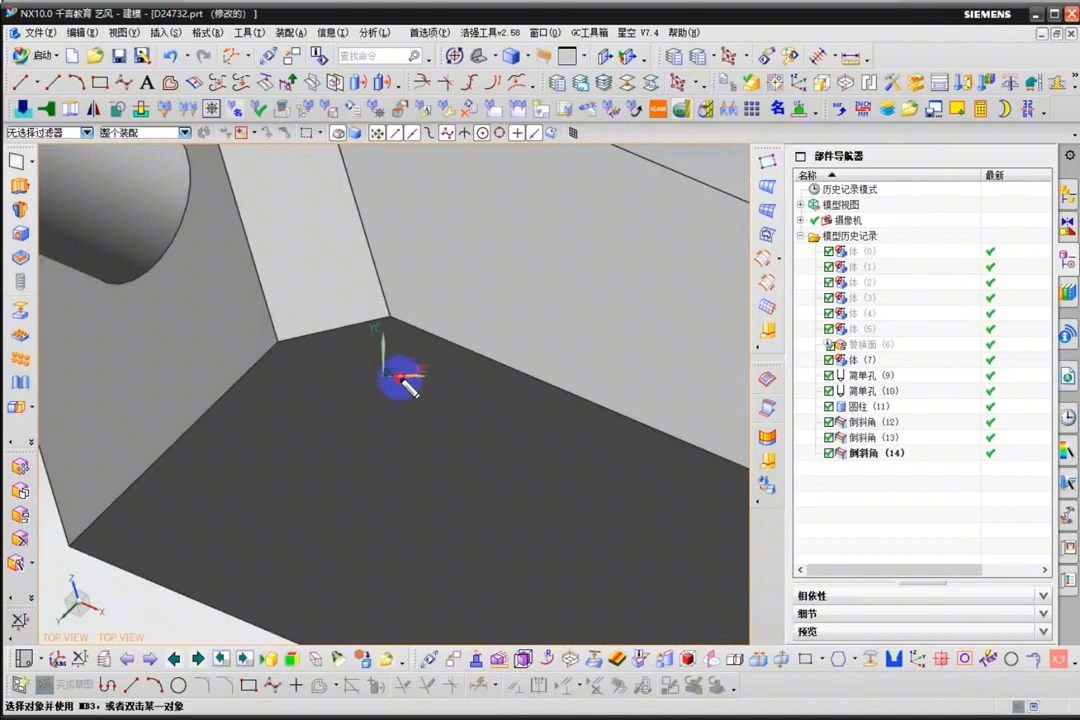 NX10.0 千言教育 艺风 - 建模 - [D24732.prt （修改的） ]
SIEMENS
文件(F) 编辑(E) 视图(V) 插入(S) 格式(R) 工具(T) 装配(A) 信息(I) 分析(L) 首选项(P) 浩强工具v2.58 窗口(O) GC工具箱 星空 V7.4 帮助(H)
启动
查找命令
无选择过滤器
整个装配
部件导航器
名称
最新
历史记录模式
模型视图
摄像机
模型历史记录
体 (0)
体 (1)
体 (2)
体 (3)
体 (4)
体 (5)
替换面 (6)
体 (7)
简单孔 (9)
简单孔 (10)
圆柱 (11)
倒斜角 (12)
倒斜角 (13)
倒斜角 (14)
YC
Z
X
Y
TOP VIEW TOP VIEW
相依性
细节
预览
完成草图
选择对象并使用 MB3，或者双击某一对象